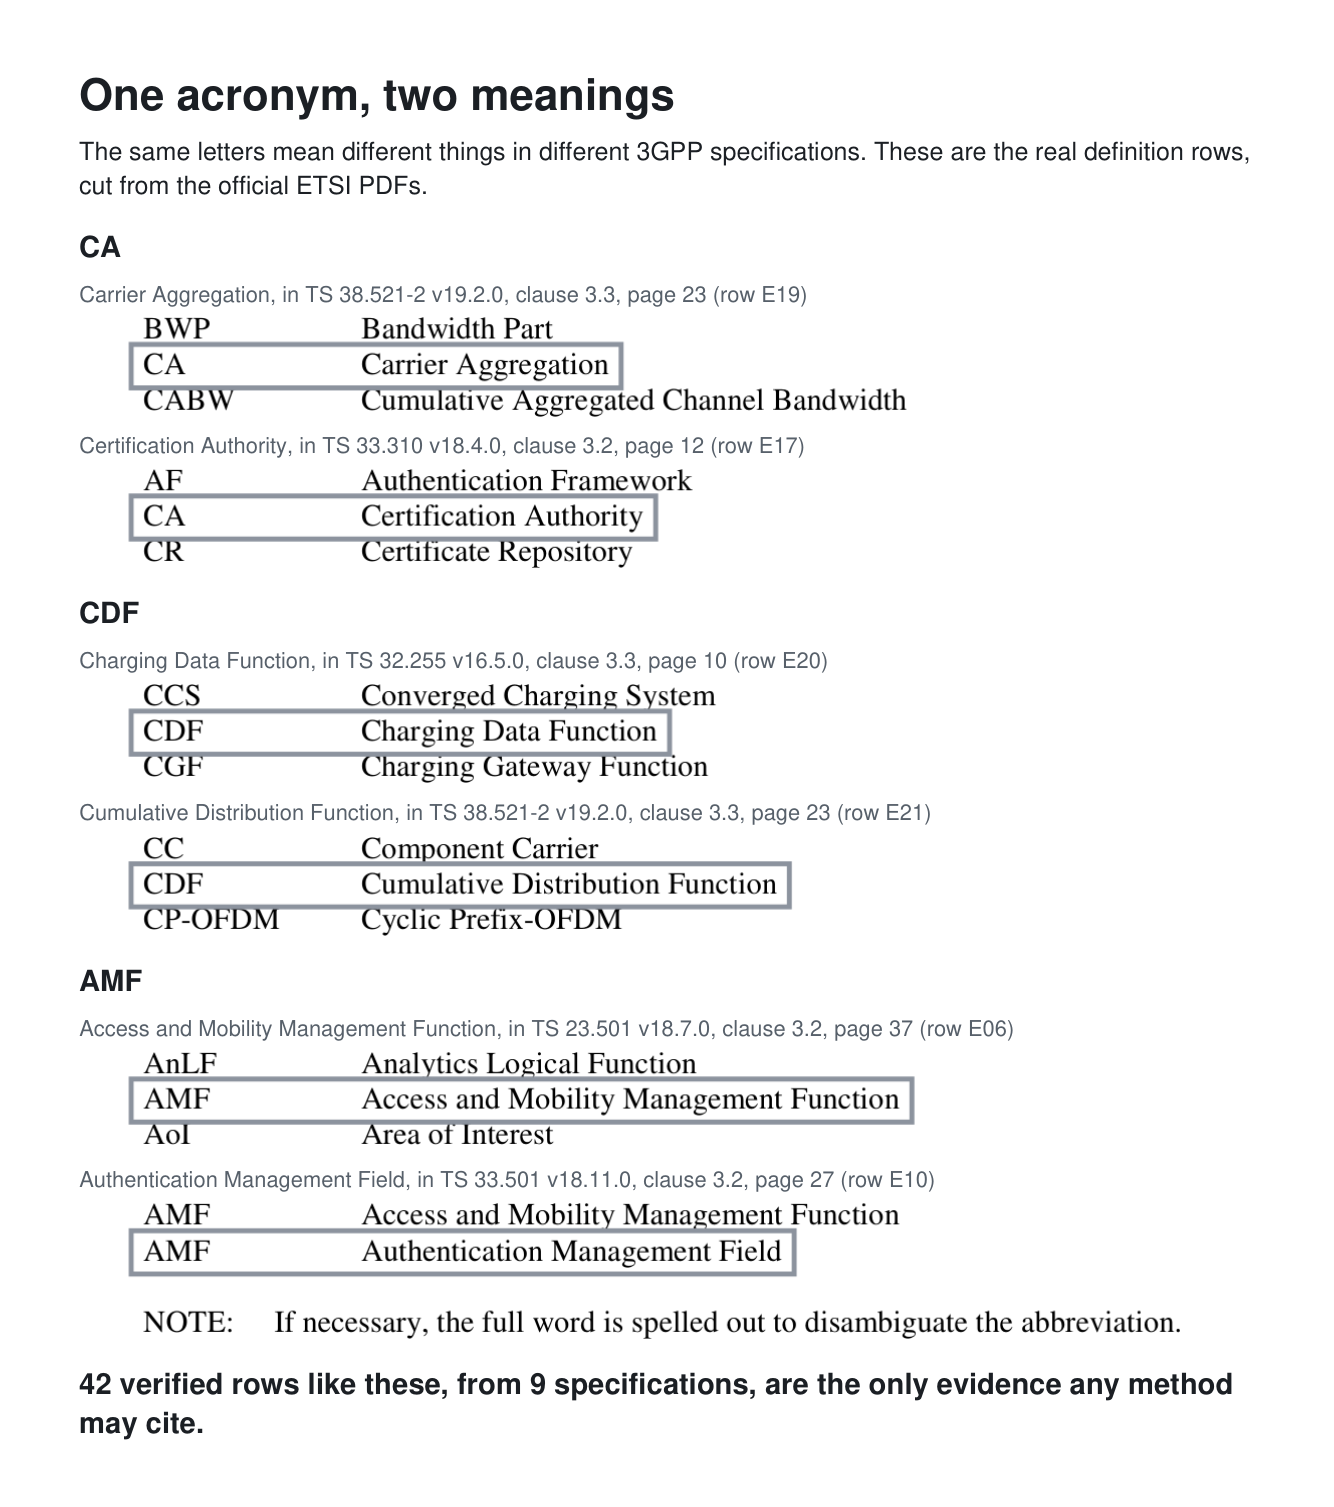 One acronym, two meanings
The same letters mean different things in different 3GPP specifications. These are the real definition rows,
cut from the official ETSI PDFs.
CA
Carrier Aggregation, in TS 38.521-2 v19.2.0, clause 3.3, page 23 (row E19)
BWP Bandwidth Part
CA Carrier Aggregation
CABW Cumulative Aggregated Channel Bandwidth
Certification Authority, in TS 33.310 v18.4.0, clause 3.2, page 12 (row E17)
AF Authentication Framework
CA Certification Authority
CR Certificate Repository
CDF
Charging Data Function, in TS 32.255 v16.5.0, clause 3.3, page 10 (row E20)
CCS Converged Charging System
CDF Charging Data Function
CGF Charging Gateway Function
Cumulative Distribution Function, in TS 38.521-2 v19.2.0, clause 3.3, page 23 (row E21)
CC Component Carrier
CDF Cumulative Distribution Function
CP-OFDM Cyclic Prefix-OFDM
AMF
Access and Mobility Management Function, in TS 23.501 v18.7.0, clause 3.2, page 37 (row E06)
AnLF Analytics Logical Function
AMF Access and Mobility Management Function
AoI Area of Interest
Authentication Management Field, in TS 33.501 v18.11.0, clause 3.2, page 27 (row E10)
AMF Access and Mobility Management Function
AMF Authentication Management Field
NOTE: If necessary, the full word is spelled out to disambiguate the abbreviation.
42 verified rows like these, from 9 specifications, are the only evidence any method
may cite.